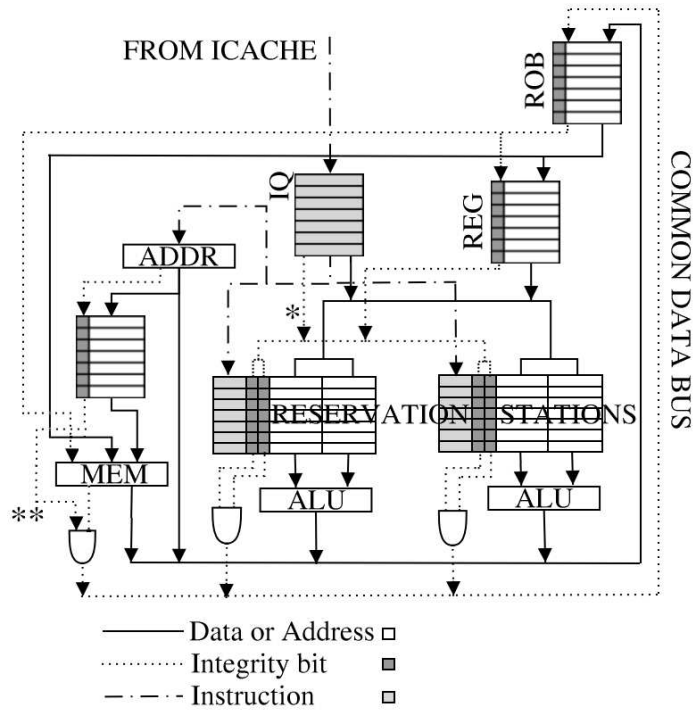 FROM ICACHE
ROB
COMMON DATA BUS
IQ
REG
ADDR
*
RESERVATION STATIONS
MEM
ALU
ALU
**
Data or Address
Integrity bit
Instruction